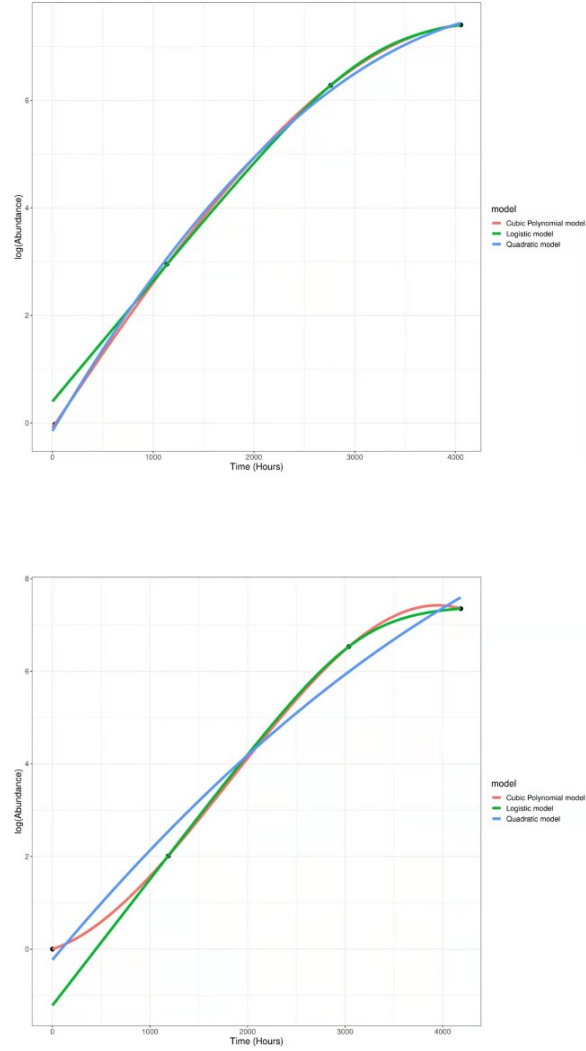 6
4
2
0
log(Abundance)
0
1000
2000
3000
4000
Time (Hours)
model
Cubic Polynomial model
Logistic model
Quadratic model
8
6
4
2
0
log(Abundance)
0
1000
2000
3000
4000
Time (Hours)
model
Cubic Polynomial model
Logistic model
Quadratic model